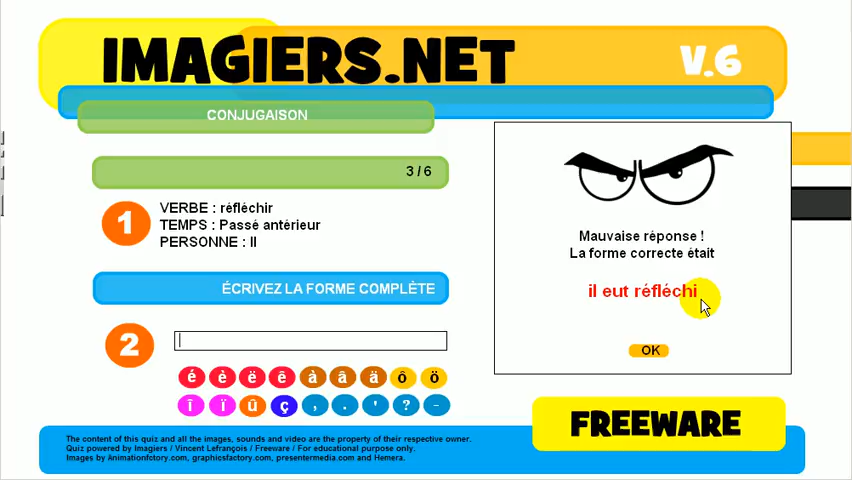 IMAGIERS.NET
V.6
CONJUGAISON
3 / 6
1
VERBE : réfléchir
TEMPS : Passé antérieur
PERSONNE : Il
ÉCRIVEZ LA FORME COMPLÈTE
2
é è ë ê à â ä ô ö
î ï û ç , . ' ? -
Mauvaise réponse !
La forme correcte était
il eut réfléchi
OK
FREEWARE
The content of this quiz and all the images, sounds and video are the property of their respective owner.
Quiz powered by Imagiers / Vincent Lefrançois / Freeware / For educational purpose only.
Images by Animationfctory.com, graphicsfactory.com, presentermedia.com and Hemera.